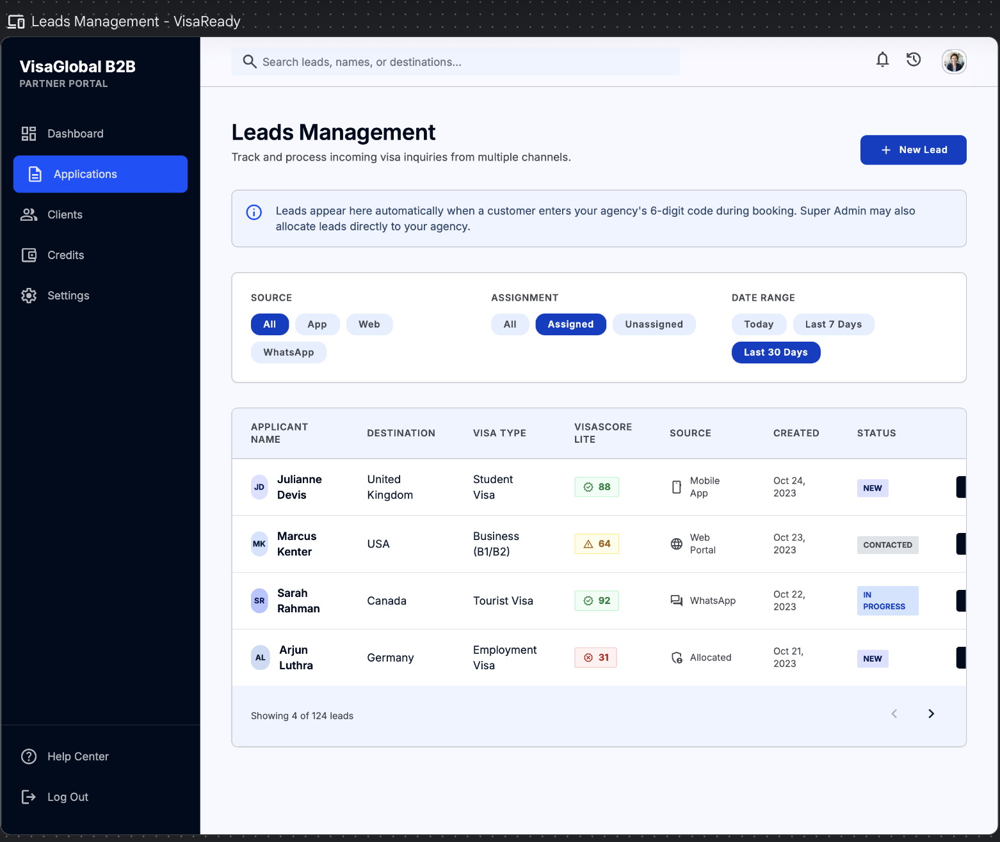 Leads Management - VisaReady
VisaGlobal B2B
PARTNER PORTAL
Dashboard
Applications
Clients
Credits
Settings
Help Center
Log Out
Search leads, names, or destinations...
Leads Management
Track and process incoming visa inquiries from multiple channels.
+ New Lead
Leads appear here automatically when a customer enters your agency's 6-digit code during booking. Super Admin may also
allocate leads directly to your agency.
SOURCE
All App Web
WhatsApp
ASSIGNMENT
All Assigned Unassigned
DATE RANGE
Today Last 7 Days
Last 30 Days
APPLICANT
NAME
DESTINATION
VISA TYPE
VISASCORE
LITE
SOURCE
CREATED
STATUS
JD
Julianne
Devis
United
Kingdom
Student
Visa
88
Mobile
App
Oct 24,
2023
NEW
MK
Marcus
Kenter
USA
Business
(B1/B2)
64
Web
Portal
Oct 23,
2023
CONTACTED
SR
Sarah
Rahman
Canada
Tourist Visa
92
WhatsApp
Oct 22,
2023
IN
PROGRESS
AL
Arjun
Luthra
Germany
Employment
Visa
31
Allocated
Oct 21,
2023
NEW
Showing 4 of 124 leads